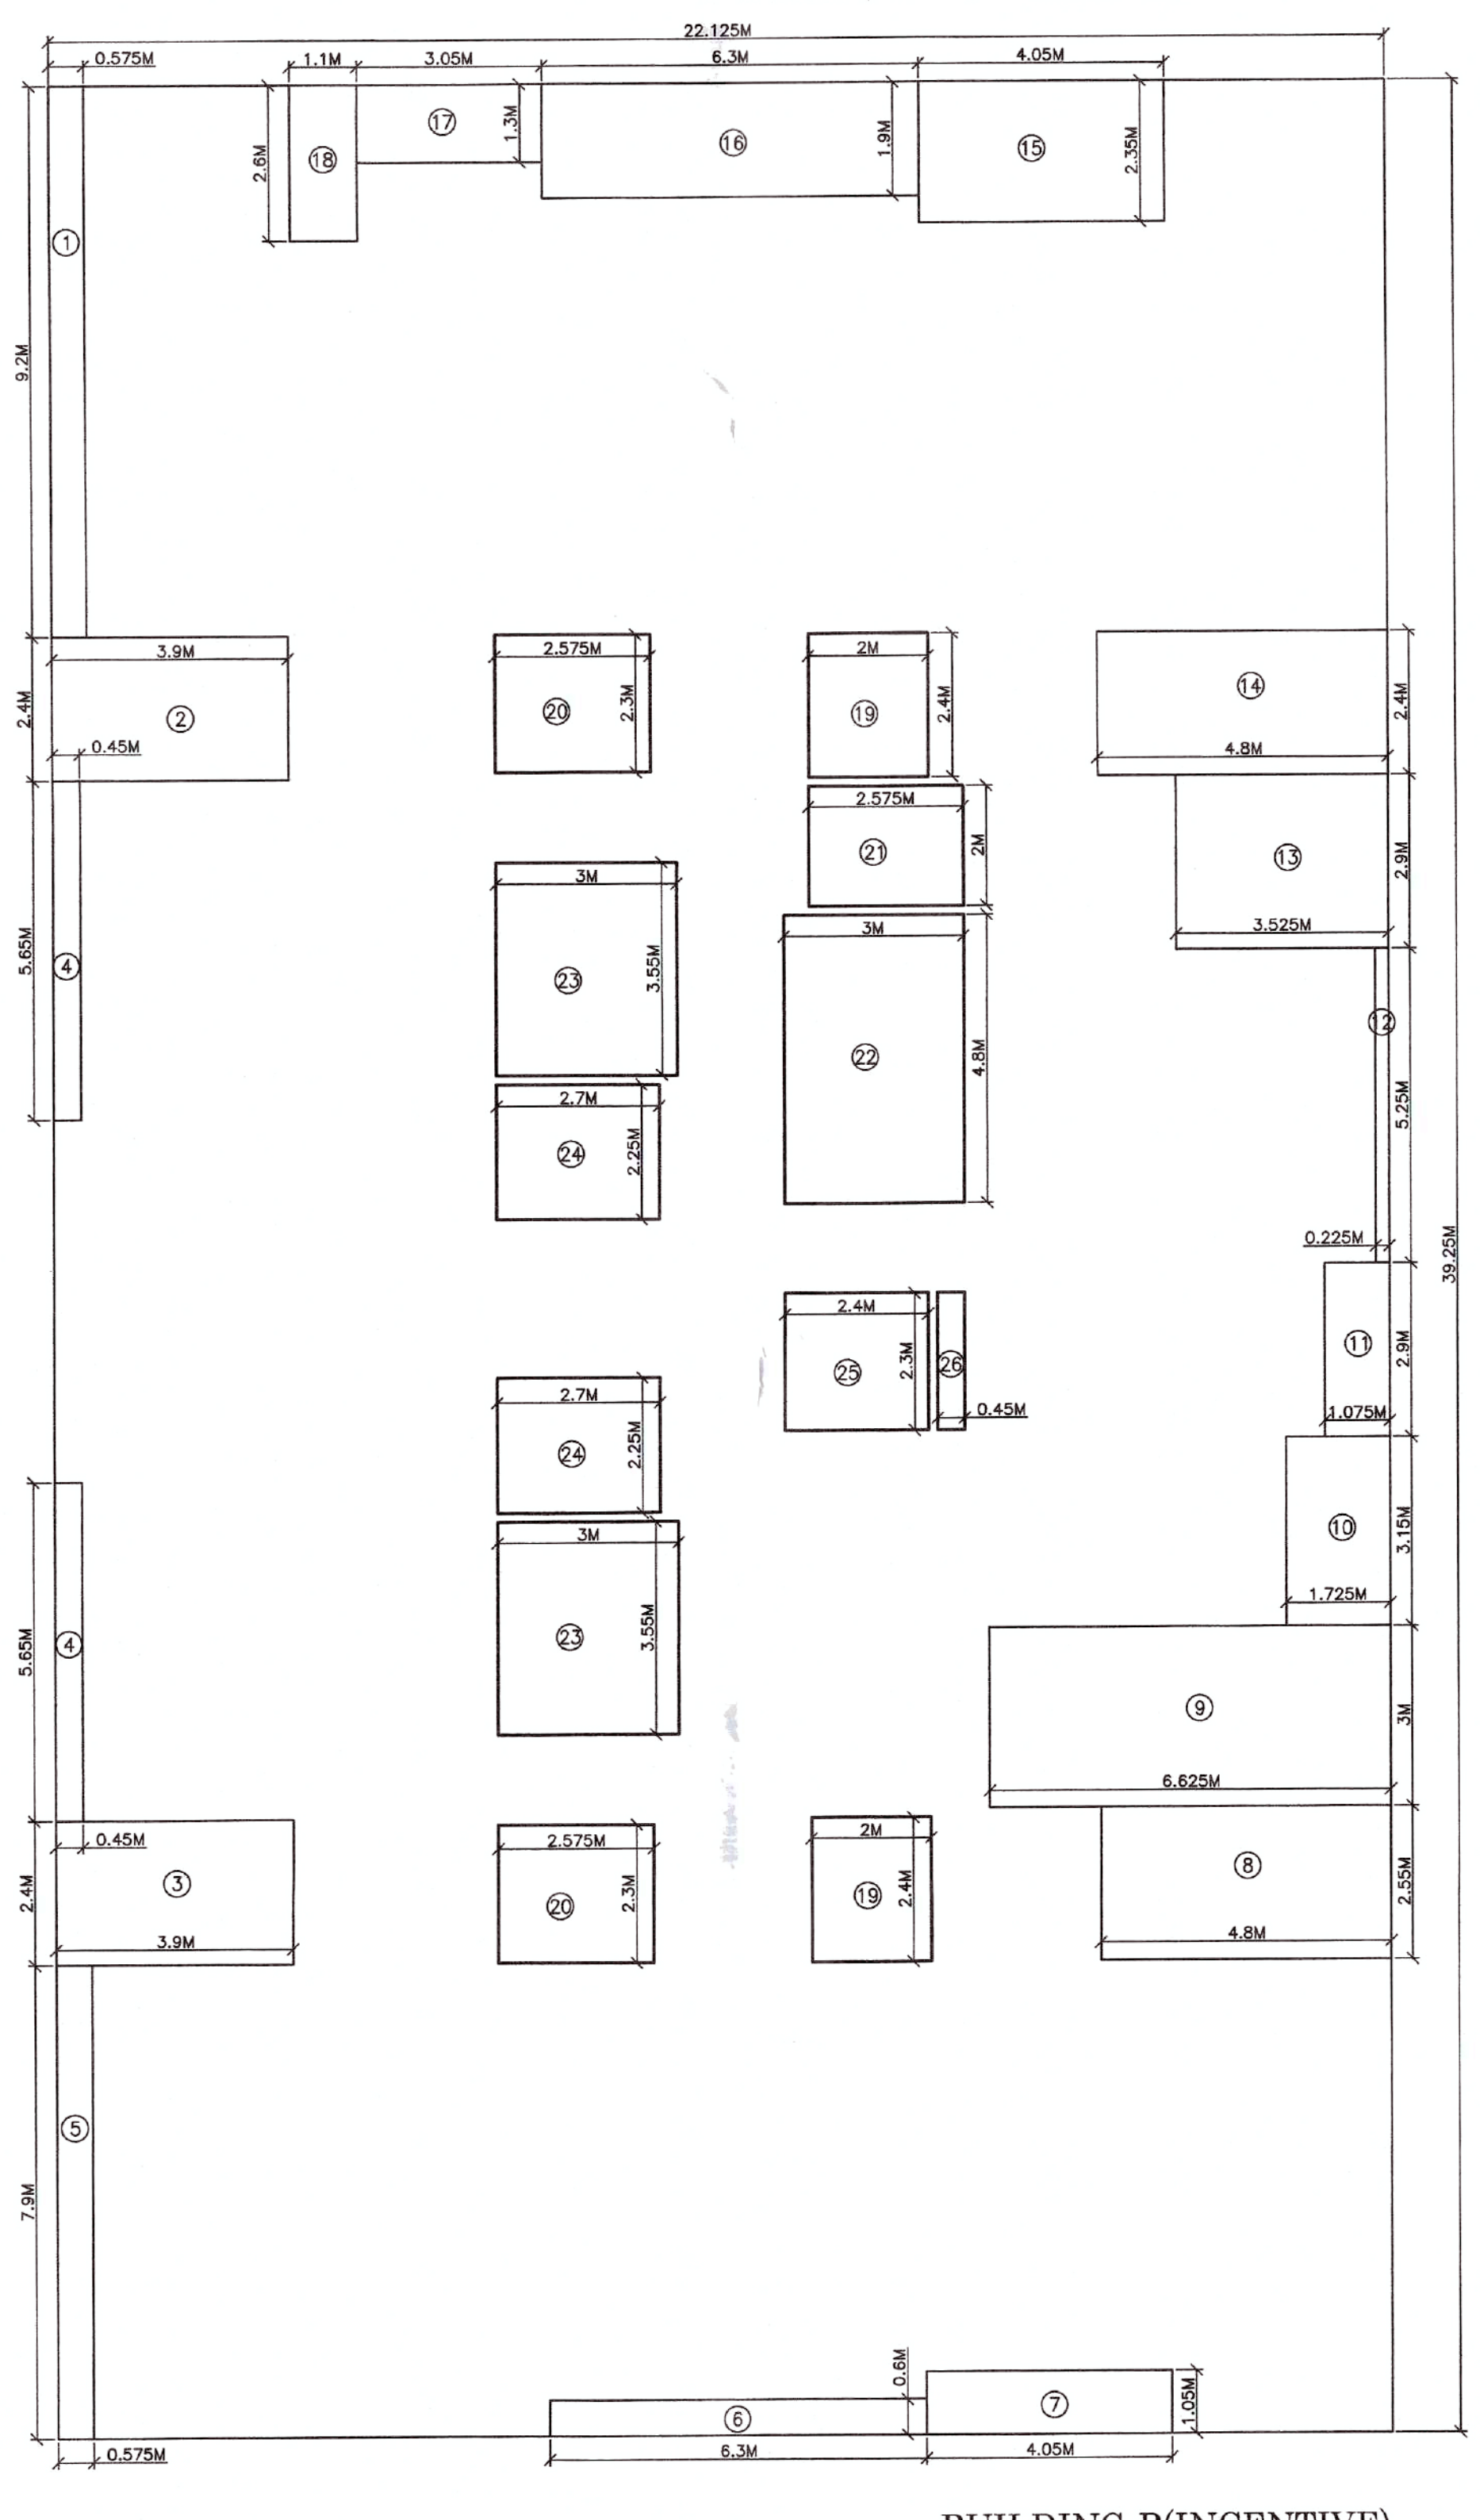 22.125M
0.575M 1.1M 3.05M 6.3M 4.05M
17 1.3M 16 1.9M 15 2.35M
2.6M 18
1
9.2M
3.9M 2.575M 2M
2.4M 2 20 2.3M 19 2.4M 14 2.4M
0.45M 4.8M
2.575M
21 2M 13 2.9M
3M 3M 3.525M
5.65M 4 23 3.55M
12
22 4.8M
2.7M 5.25M
24 2.25M
0.225M 39.25M
2.4M
25 2.3M 26 11 2.9M
2.7M 0.45M 1.075M
24 2.25M
10 3.15M
3M 1.725M
5.65M 4 23 3.55M
9 3M
6.625M
0.45M 2.575M 2M
2.4M 3 20 2.3M 19 2.4M 8 2.55M
3.9M 4.8M
5
7.9M
0.6M
6 7 1.05M
0.575M 6.3M 4.05M
BUILDING B(INCENTIVE)